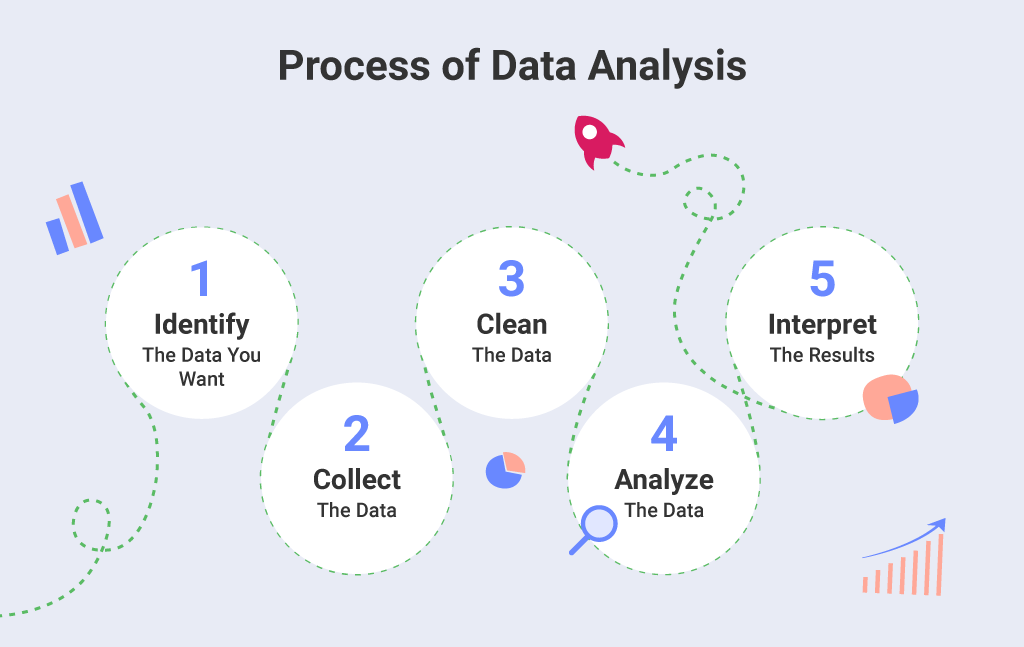 Process of Data Analysis
1
Identify
The Data You
Want
2
Collect
The Data
3
Clean
The Data
4
Analyze
The Data
5
Interpret
The Results